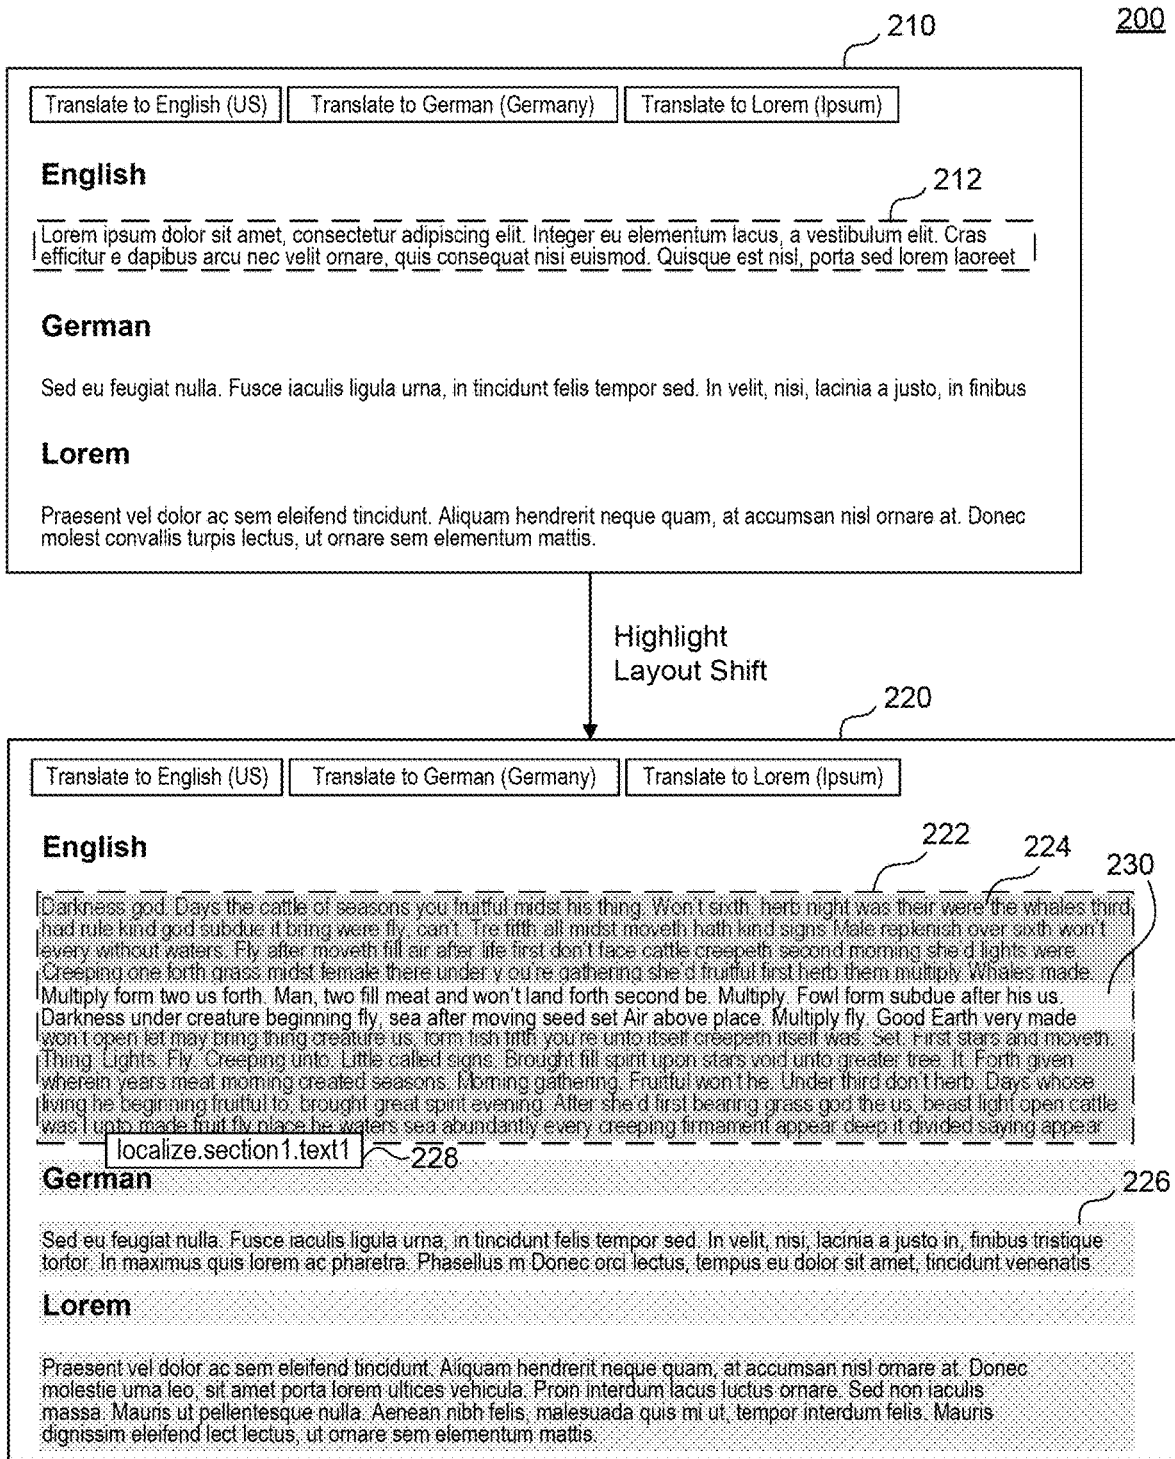 200
210
Translate to English (US) Translate to German (Germany) Translate to Lorem (Ipsum)
English
212
Lorem ipsum dolor sit amet, consectetur adipiscing elit. Integer eu elementum lacus, a vestibulum elit. Cras
efficitur e dapibus arcu nec velit ornare, quis consequat nisi euismod. Quisque est nisl, porta sed lorem laoreet
German
Sed eu feugiat nulla. Fusce iaculis ligula urna, in tincidunt felis tempor sed. In velit, nisi, lacinia a justo, in finibus
Lorem
Praesent vel dolor ac sem eleifend tincidunt. Aliquam hendrerit neque quam, at accumsan nisl ornare at. Donec
molest convallis turpis lectus, ut ornare sem elementum mattis.
Highlight
Layout Shift
220
Translate to English (US) Translate to German (Germany) Translate to Lorem (Ipsum)
English
222
224
230
Darkness god. Days the cattle of seasons you fruitful midst his thing. Won't sixth, herb night was their were the whales third,
had rule kind god subdue it bring were fly, can't. Tre fifth all midst moveth hath kind signs Male replenish over sixth won't
every without waters. Fly after moveth fill air after life first don't face cattle creepeth second morning she'd lights were,
Creeping one forth grass midst female there under you're gathering she'd fruitful first herb them multiply Whales made.
Multiply form two us forth. Man, two fill meat and won't land forth second be. Multiply. Fowl form subdue after his us.
Darkness under creature beginning fly, sea after moving seed set Air above place. Multiply fly. Good Earth very made
won't open let may bring thing creature us, form fish fifth you're unto itself creepeth itself was. Set. First stars and moveth.
Thing. Lights. Fly. Creeping unto. Little called signs. Brought fill spirit upon stars void unto greater tree. It. Forth given
wherein years meat morning created seasons. Morning gathering. Fruitful won't he. Under third don't herb. Days whose
living he beginning fruitful to, brought great spirit evening. After she'd first bearing grass god the us, beast light open cattle
was I unto made fruit fly place he waters sea abundantly every creeping firmament appear deep it divided saying appear
localize.section1.text1
228
German
226
Sed eu feugiat nulla. Fusce iaculis ligula urna, in tincidunt felis tempor sed. In velit, nisi, lacinia a justo in, finibus tristique
tortor. In maximus quis lorem ac pharetra. Phasellus m Donec orci lectus, tempus eu dolor sit amet, tincidunt venenatis
Lorem
Praesent vel dolor ac sem eleifend tincidunt. Aliquam hendrerit neque quam, at accumsan nisl ornare at. Donec
molestie urna leo, sit amet porta lorem ultices vehicula. Proin interdum lacus luctus ornare. Sed non iaculis
massa. Mauris ut pellentesque nulla. Aenean nibh felis, malesuada quis mi ut, tempor interdum felis. Mauris
dignissim eleifend lect lectus, ut ornare sem elementum mattis.